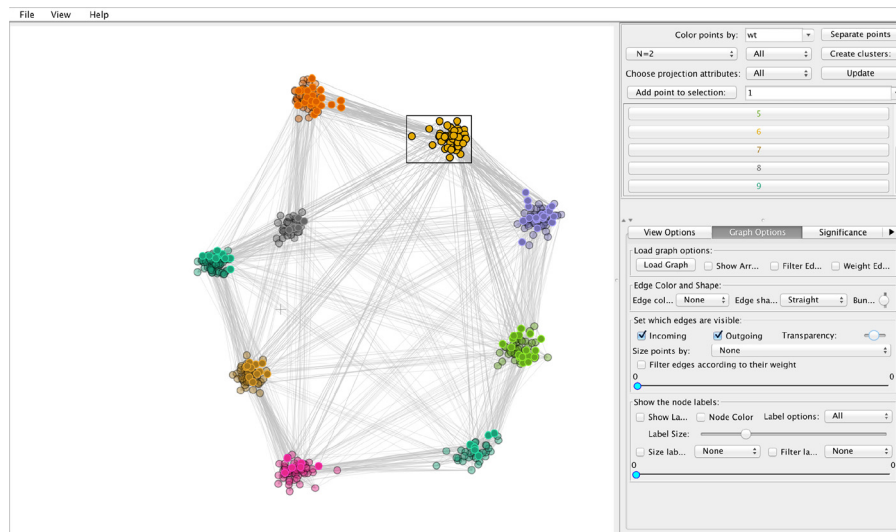 File View Help
Color points by: wt Separate points
N=2 All Create clusters:
Choose projection attributes: All Update
Add point to selection: 1
5
6
7
8
9
View Options Graph Options Significance
Load graph options:
Load Graph Show Arr... Filter Ed... Weight Ed...
Edge Color and Shape:
Edge col... None Edge sha... Straight Bun...
Set which edges are visible:
Incoming Outgoing Transparency:
Size points by: None
Filter edges according to their weight
0 0
Show the node labels:
Show La... Node Color Label options: All
Label Size:
Size lab... None Filter la... None
0 0